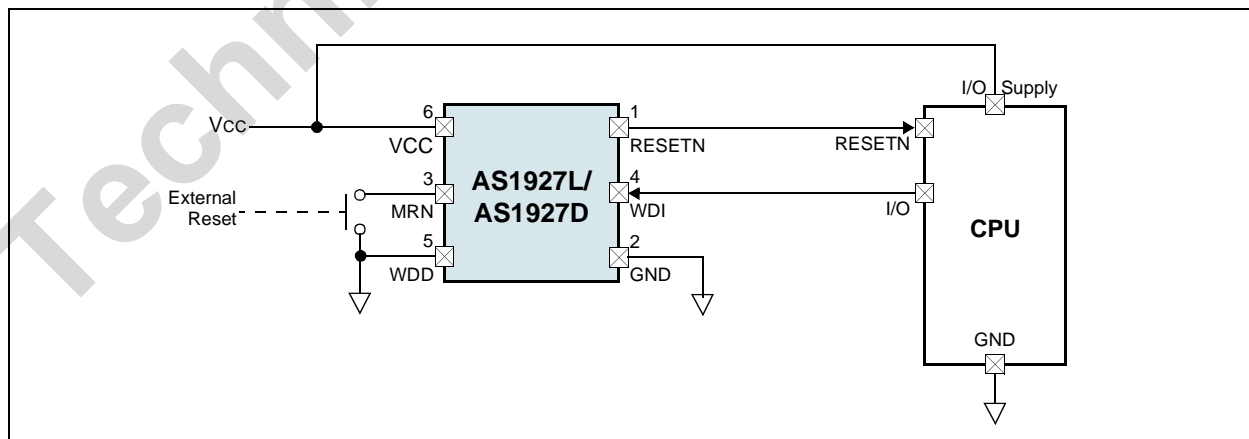 Techn
I/O Supply
VCC
6
VCC
1
RESETN
RESETN
AS1927L/
AS1927D
External
Reset
3
MRN
4
WDI
I/O
CPU
5
WDD
2
GND
GND